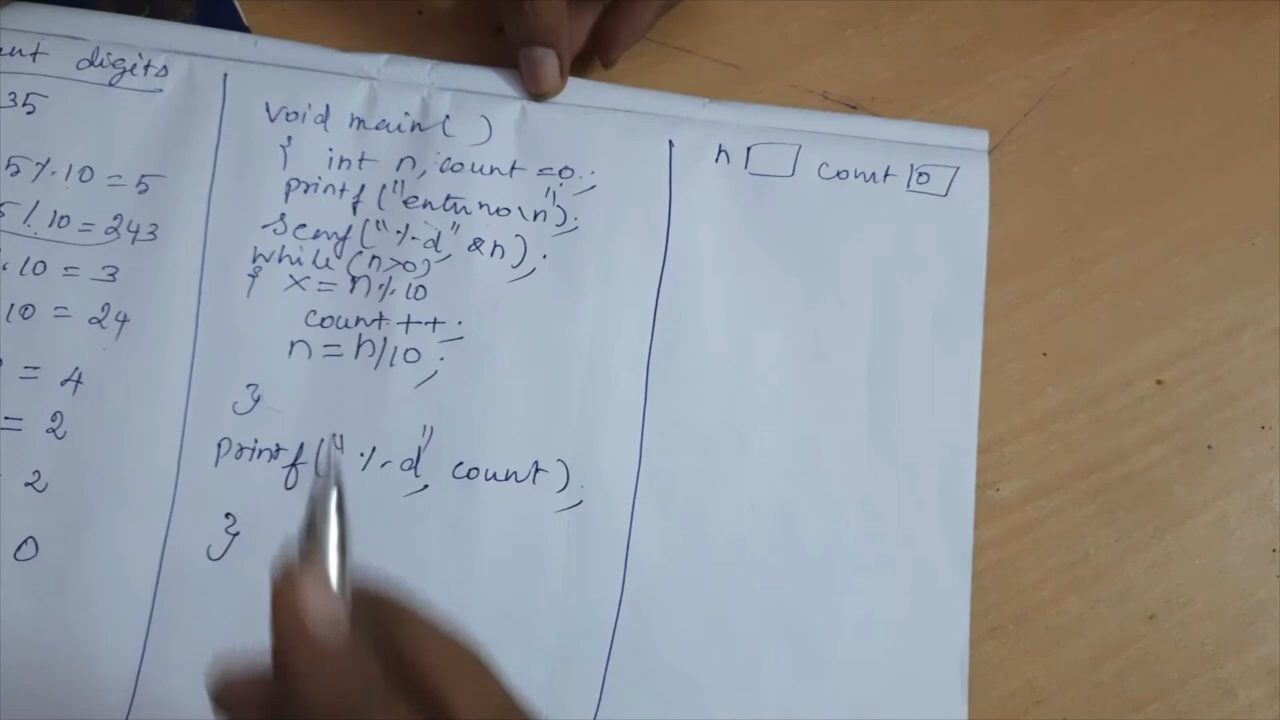 digits
35
5%10 = 5
5%10 = 243
%10 = 3
10 = 24
= 4
= 2
2
0
void main( )
{ int n, count =0;
printf("enter no\n");
scanf("%d", &n);
while (n>0)
{ x = n%10
count ++;
n = n/10;
}
printf("%d", count);
}
n count 0